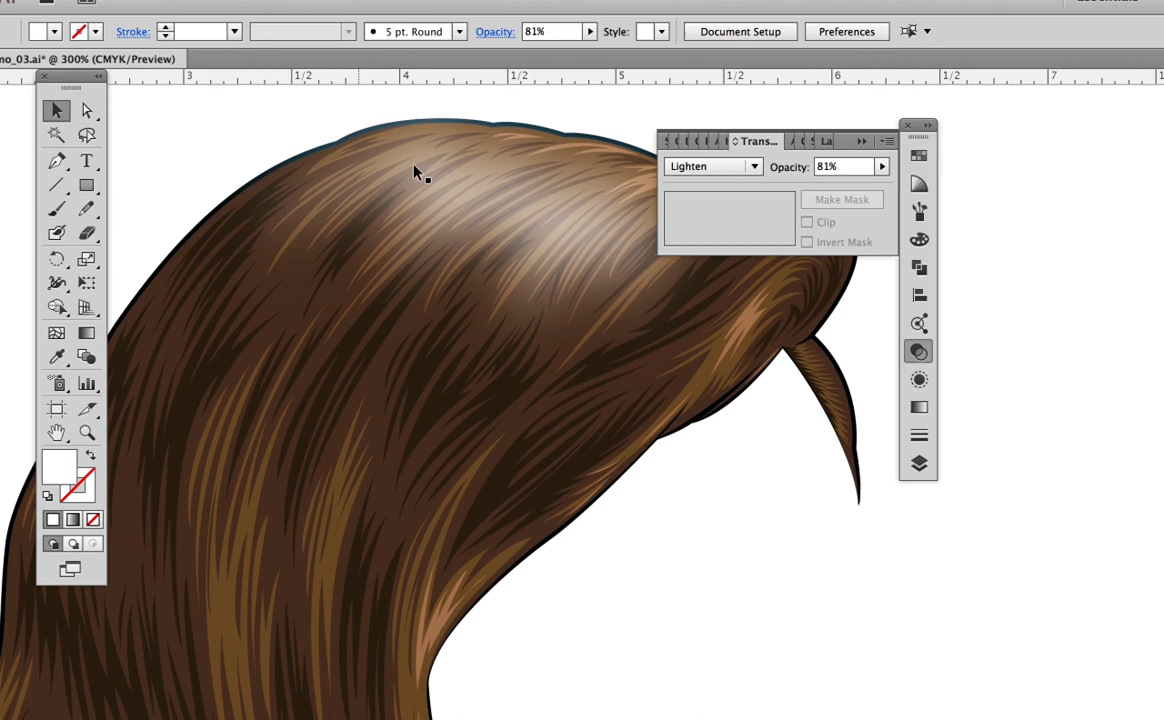 Stroke: 5 pt. Round Opacity: 81% Style: Document Setup Preferences
no_03.ai* @ 300% (CMYK/Preview)
3 1/2 4 1/2 5 1/2 6 1/2 7
Trans... La
Lighten Opacity: 81%
Make Mask
Clip
Invert Mask
T